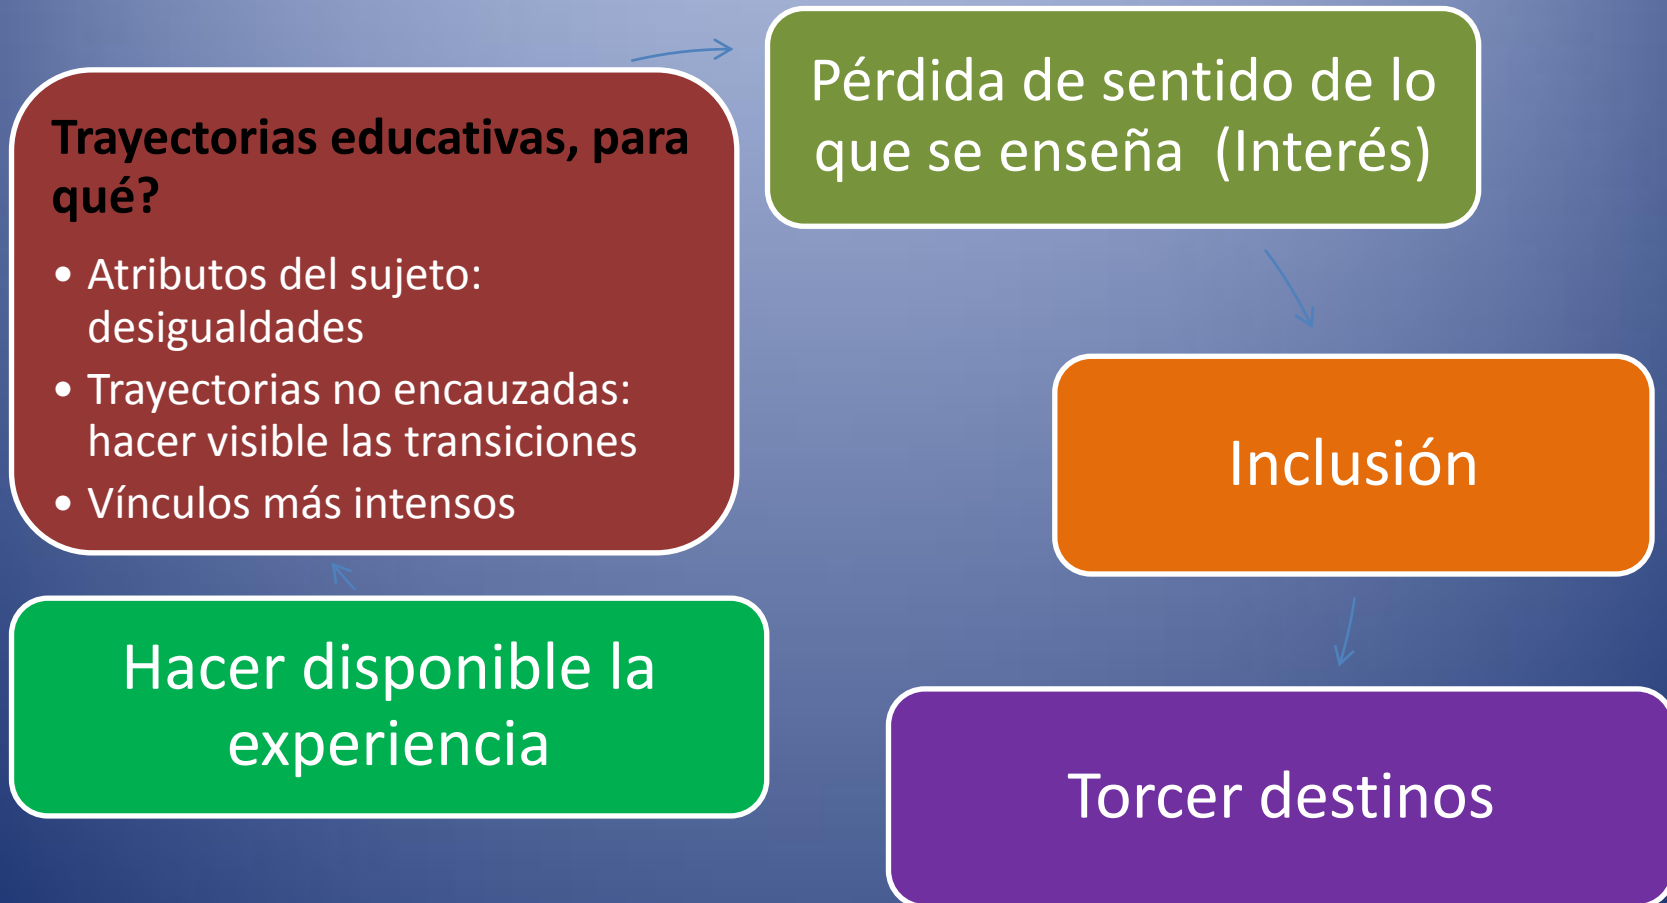 Trayectorias educativas, para
qué?
• Atributos del sujeto:
desigualdades
• Trayectorias no encauzadas:
hacer visible las transiciones
• Vínculos más intensos
Pérdida de sentido de lo
que se enseña (Interés)
Inclusión
Torcer destinos
Hacer disponible la
experiencia